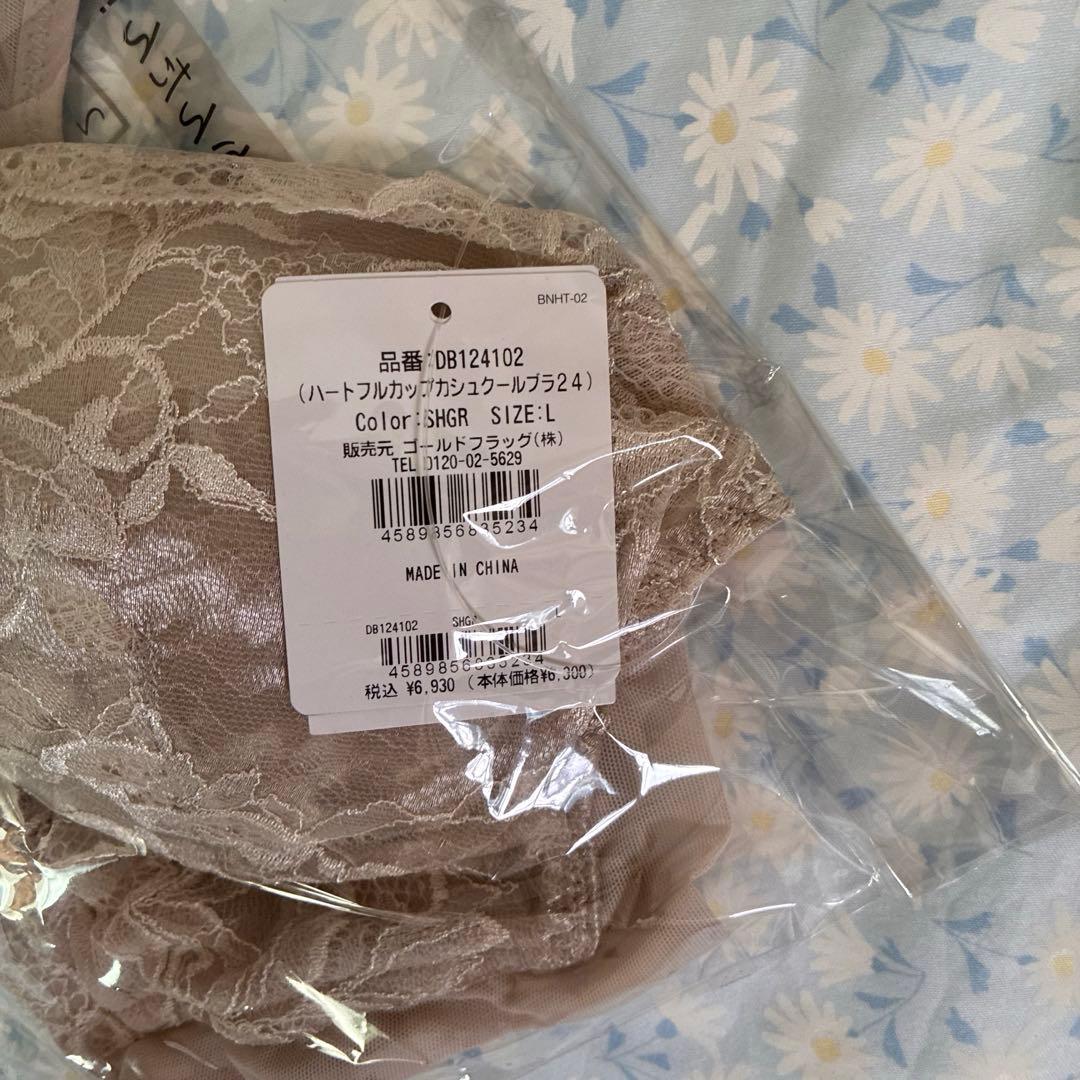 BNHT-02
品番:DB124102
(ハートフルカップカシュクールブラ24)
Color:SHGR SIZE:L
販売元 ゴールドフラッグ(株)
TEL 0120-02-5629
4589856885234
MADE IN CHINA
DB124102 SHGR L
税込 ¥6,930 (本体価格¥6,300)